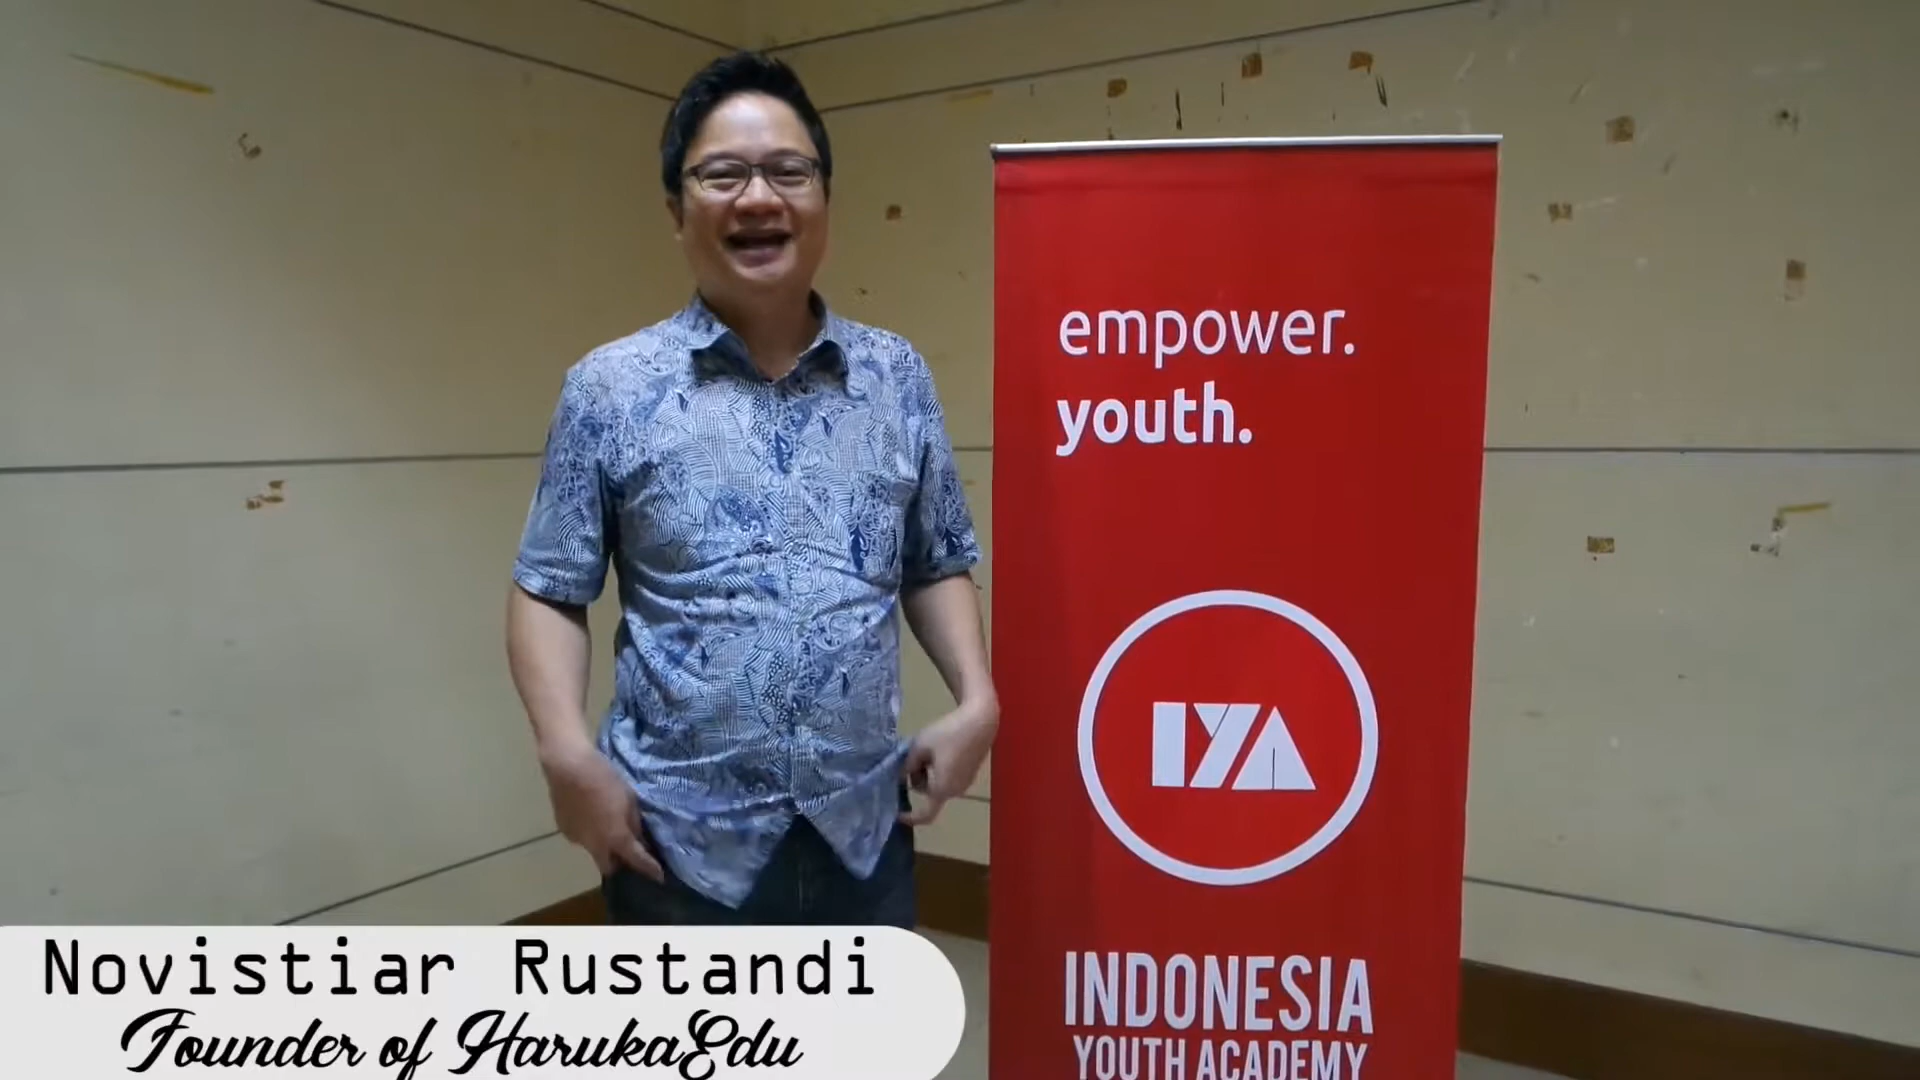 empower.
youth.
IYA
INDONESIA
YOUTH ACADEMY
Novistiar Rustandi
Founder of HarukaEdu